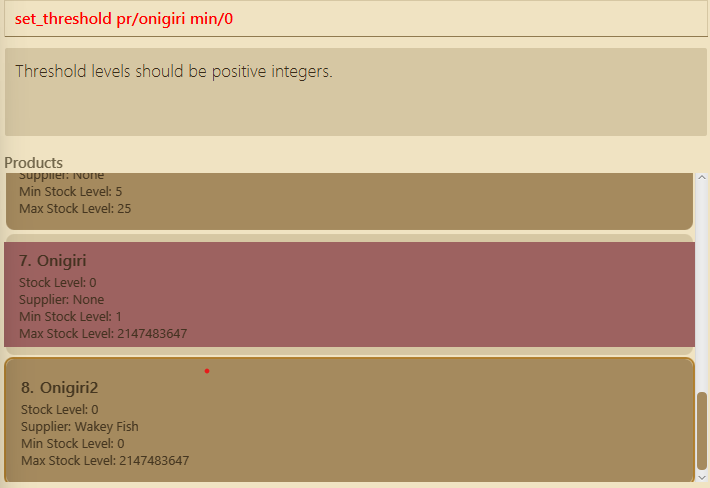 set_threshold pr/onigiri min/0
Threshold levels should be positive integers.
Products
Supplier: None
Min Stock Level: 5
Max Stock Level: 25
7. Onigiri
Stock Level: 0
Supplier: None
Min Stock Level: 1
Max Stock Level: 2147483647
8. Onigiri2
Stock Level: 0
Supplier: Wakey Fish
Min Stock Level: 0
Max Stock Level: 2147483647